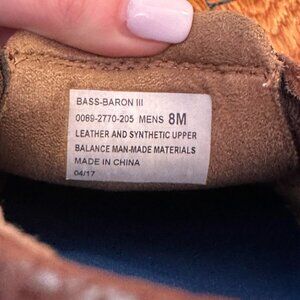 BASS-BARON III
0089-2770-205 MENS 8M
LEATHER AND SYNTHETIC UPPER
BALANCE MAN-MADE MATERIALS
MADE IN CHINA
04/17